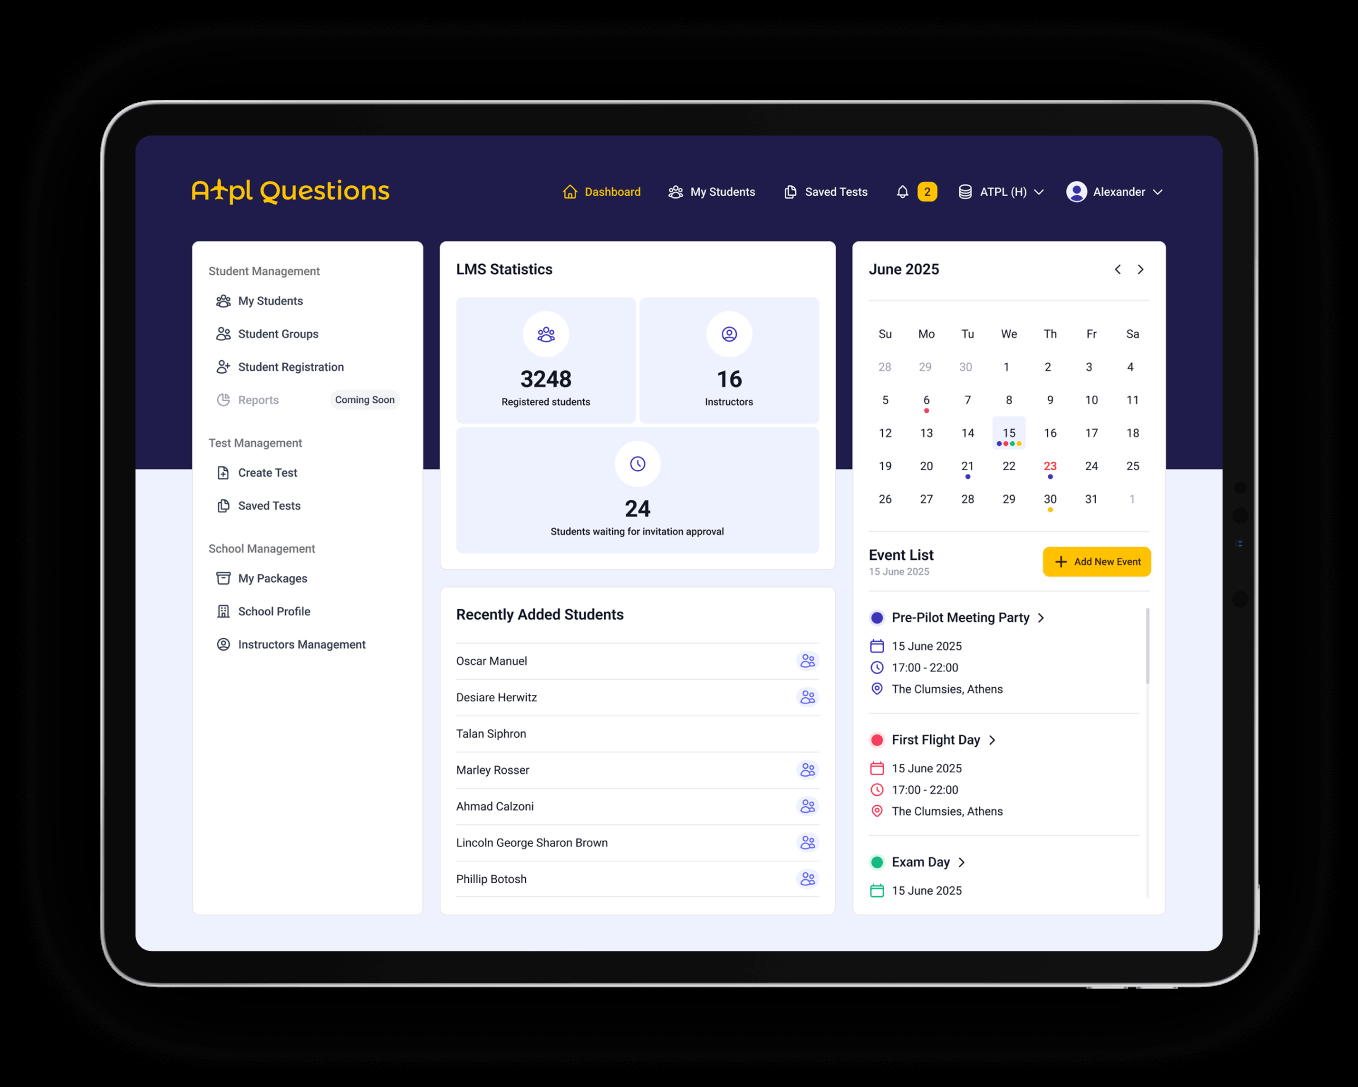 Atpl Questions
Dashboard
My Students
Saved Tests
2
ATPL (H)
Alexander
Student Management
My Students
Student Groups
Student Registration
Reports
Coming Soon
Test Management
Create Test
Saved Tests
School Management
My Packages
School Profile
Instructors Management
LMS Statistics
3248
Registered students
16
Instructors
24
Students waiting for invitation approval
Recently Added Students
Oscar Manuel
Desiare Herwitz
Talan Siphron
Marley Rosser
Ahmad Calzoni
Lincoln George Sharon Brown
Phillip Botosh
June 2025
Su Mo Tu We Th Fr Sa
28 29 30 1 2 3 4
5 6 7 8 9 10 11
12 13 14 15 16 17 18
19 20 21 22 23 24 25
26 27 28 29 30 31 1
Event List
15 June 2025
Add New Event
Pre-Pilot Meeting Party
15 June 2025
17:00 - 22:00
The Clumsies, Athens
First Flight Day
15 June 2025
17:00 - 22:00
The Clumsies, Athens
Exam Day
15 June 2025